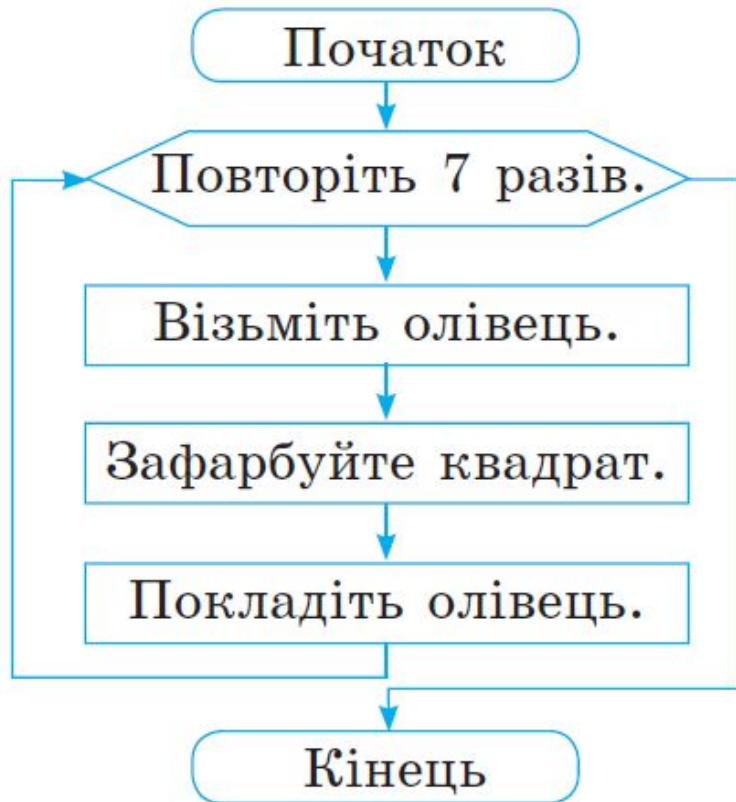 Початок
Повторіть 7 разів.
Візьміть олівець.
Зафарбуйте квадрат.
Покладіть олівець.
Кінець